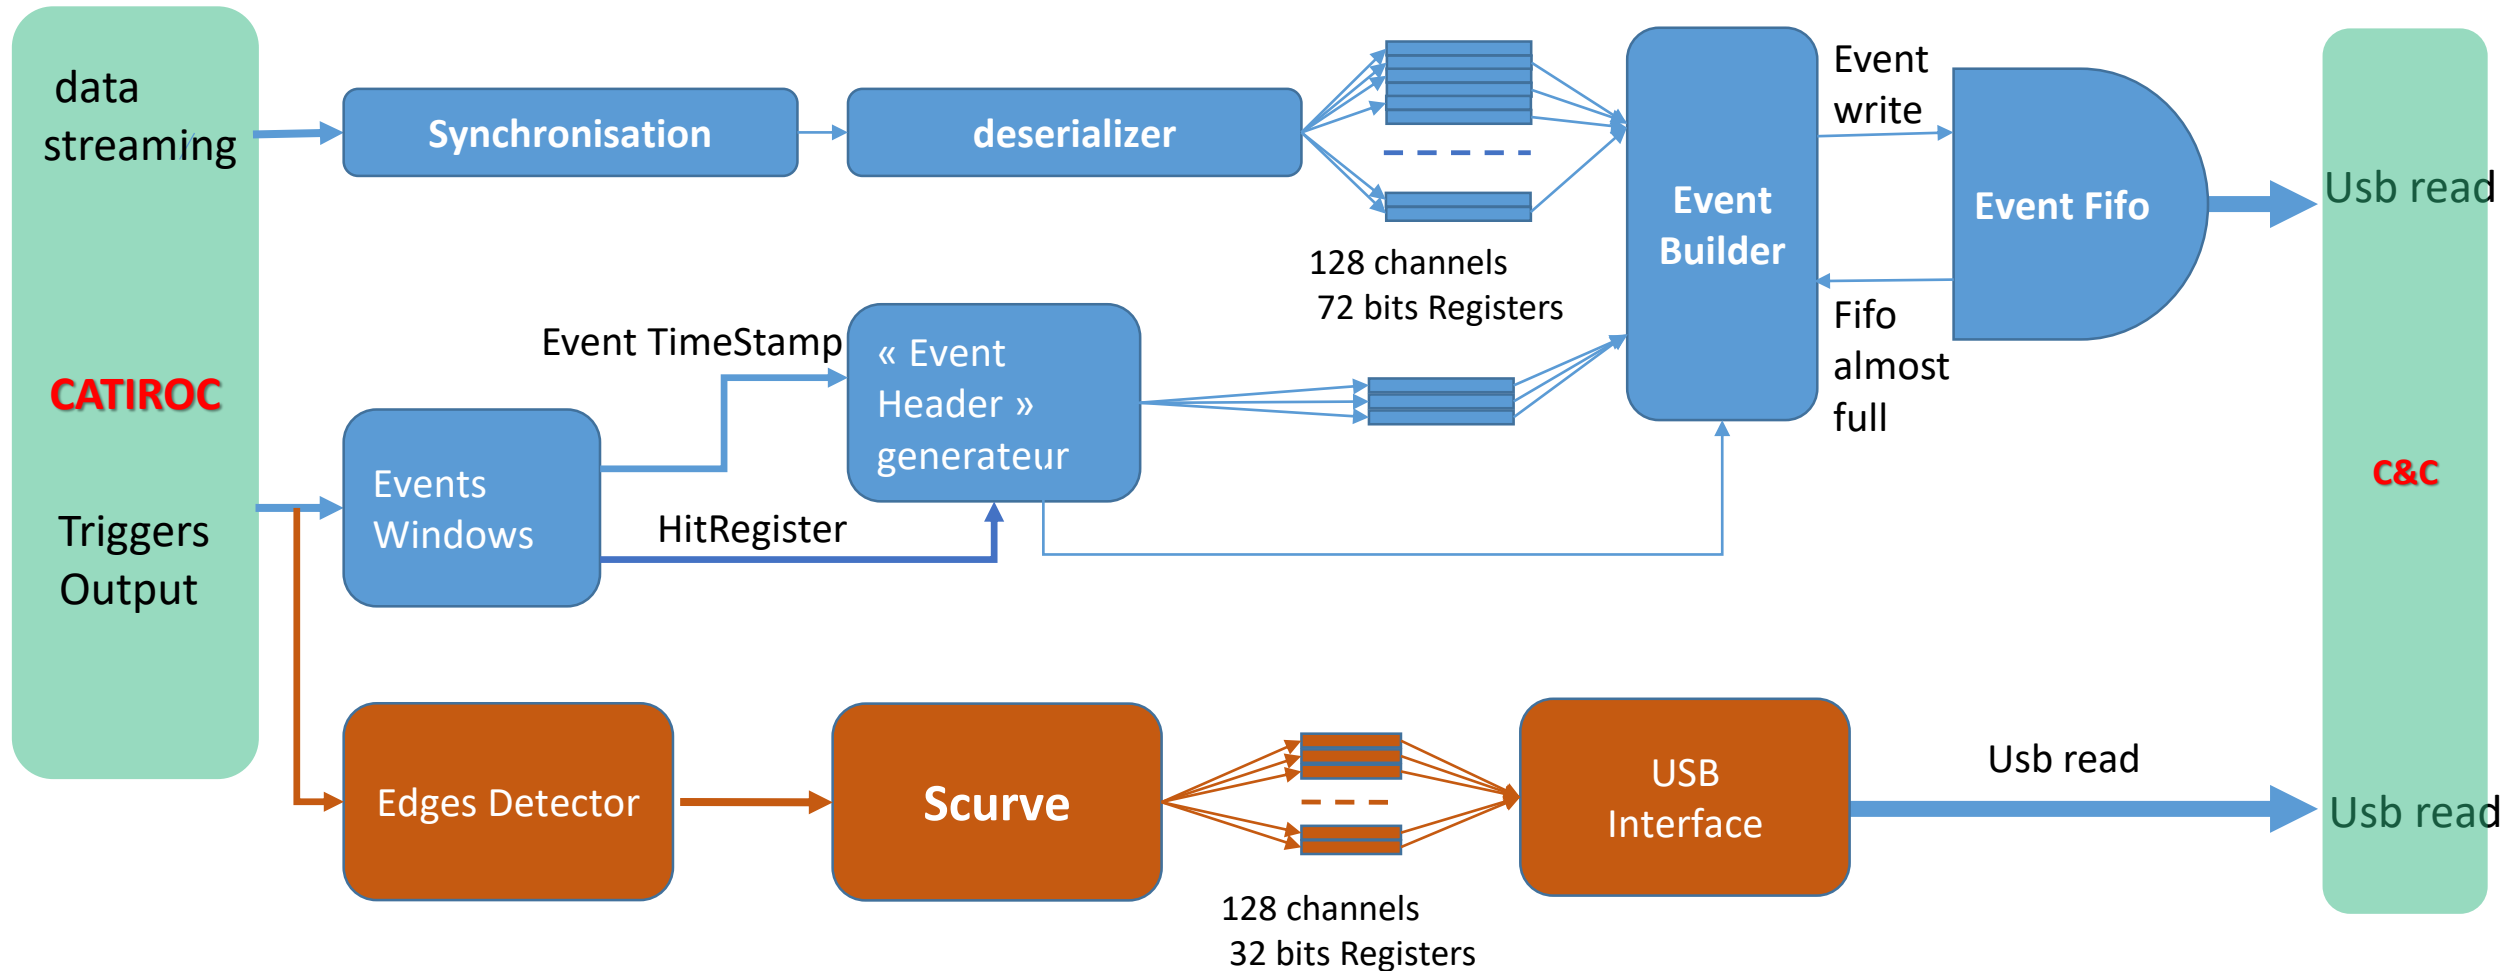 data
streaming
CATIROC
Triggers
Output
Synchronisation
deserializer
128 channels
72 bits Registers
Event
Builder
Event
write
Event Fifo
Fifo
almost
full
Usb read
Event TimeStamp
« Event
Header »
generateur
Events
Windows
HitRegister
C&C
Edges Detector
Scurve
128 channels
32 bits Registers
USB
Interface
Usb read
Usb read